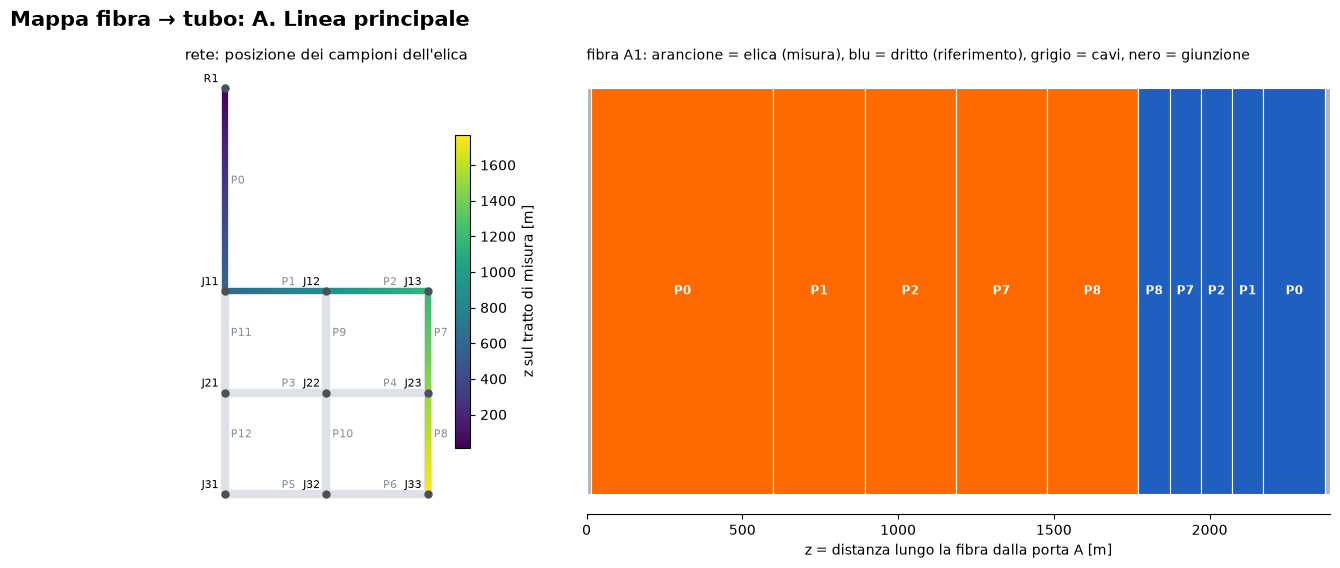 Mappa fibra → tubo: A. Linea principale
rete: posizione dei campioni dell'elica
fibra A1: arancione = elica (misura), blu = dritto (riferimento), grigio = cavi, nero = giunzione
R1
P0
J11
P1
J12
P2
J13
P11
P9
P7
J21
P3
J22
P4
J23
P12
P10
P8
J31
P5
J32
P6
J33
1600
1400
1200
1000
800
600
400
200
z sul tratto di misura [m]
P0
P1
P2
P7
P8
P8
P7
P2
P1
P0
0
500
1000
1500
2000
z = distanza lungo la fibra dalla porta A [m]